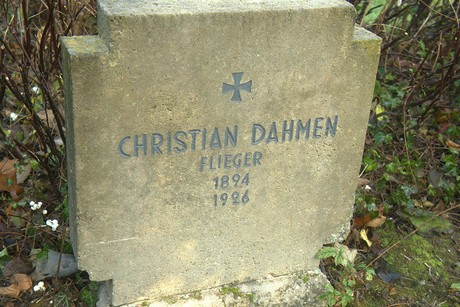 CHRISTIAN DAHMEN
FLIEGER
1894
1926